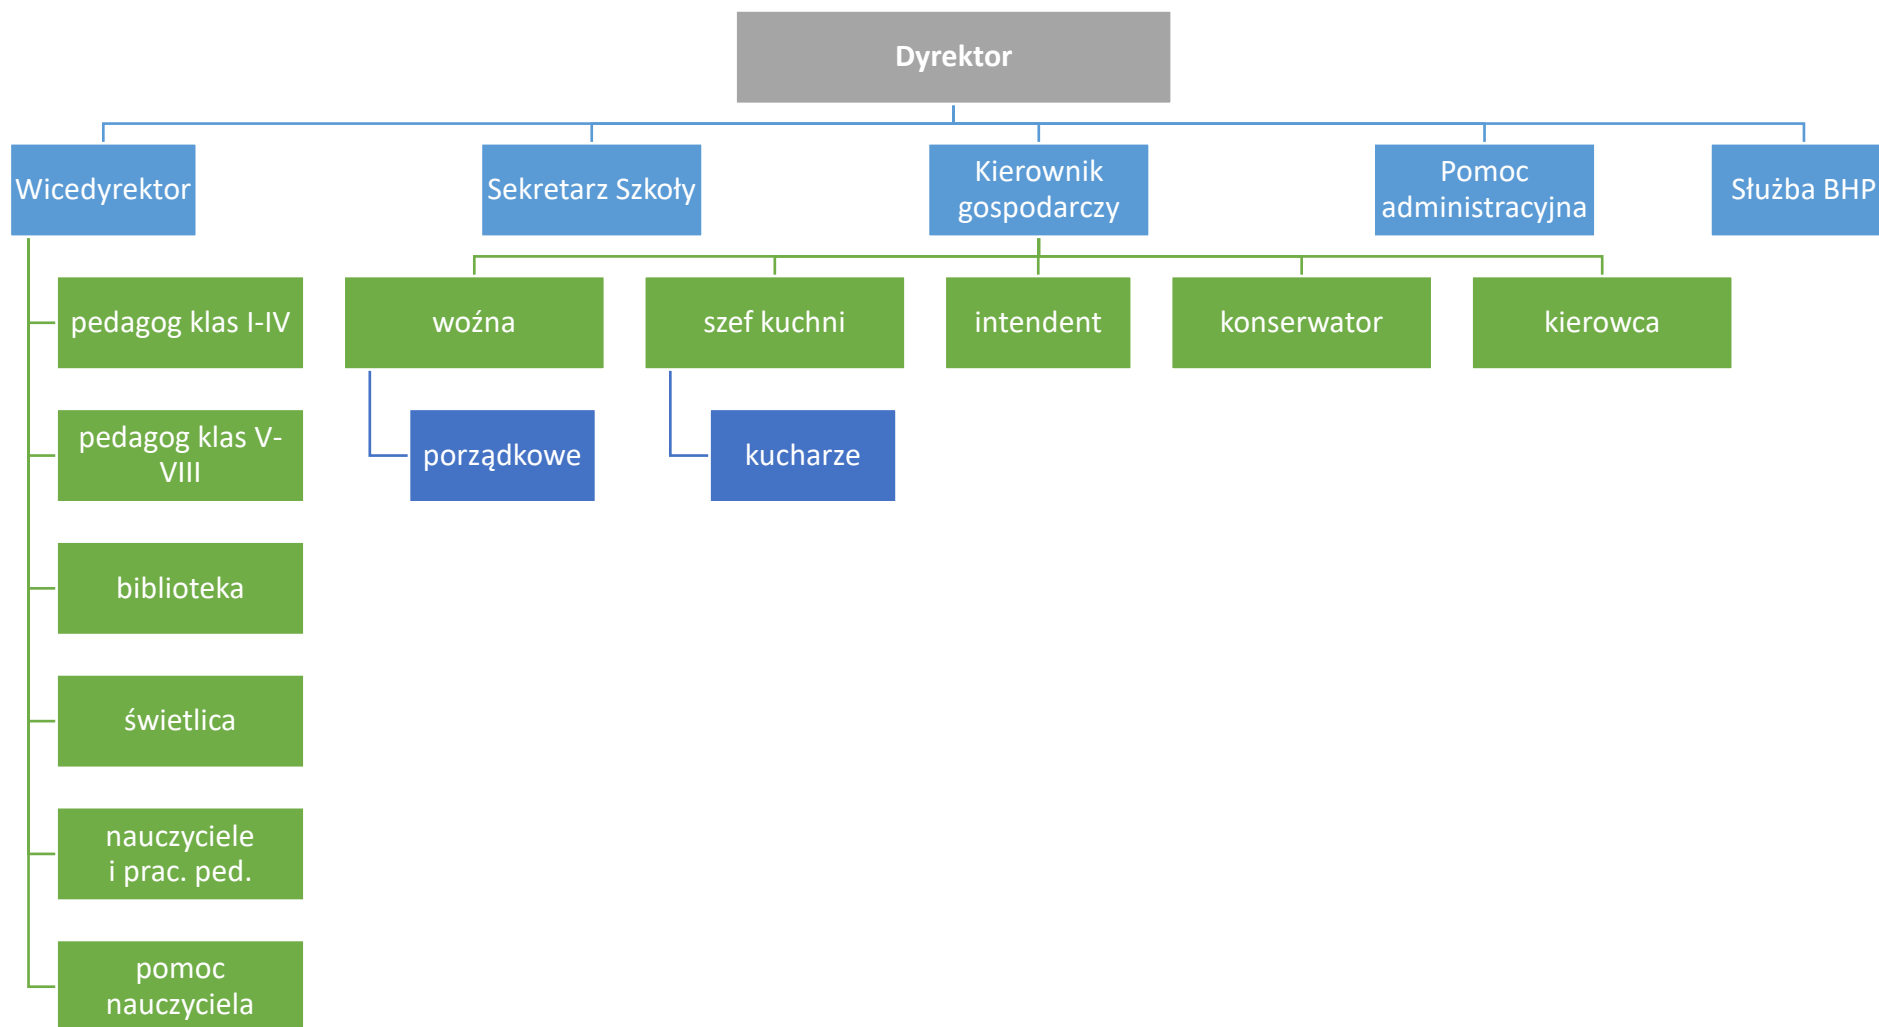 Dyrektor
Wicedyrektor
Sekretarz Szkoły
Kierownik
gospodarczy
Pomoc
administracyjna
Służba BHP
pedagog klas I-IV
woźna
szef kuchni
intendent
konserwator
kierowca
pedagog klas V-
VIII
porządkowe
kucharze
biblioteka
świetlica
nauczyciele
i prac. ped.
pomoc
nauczyciela